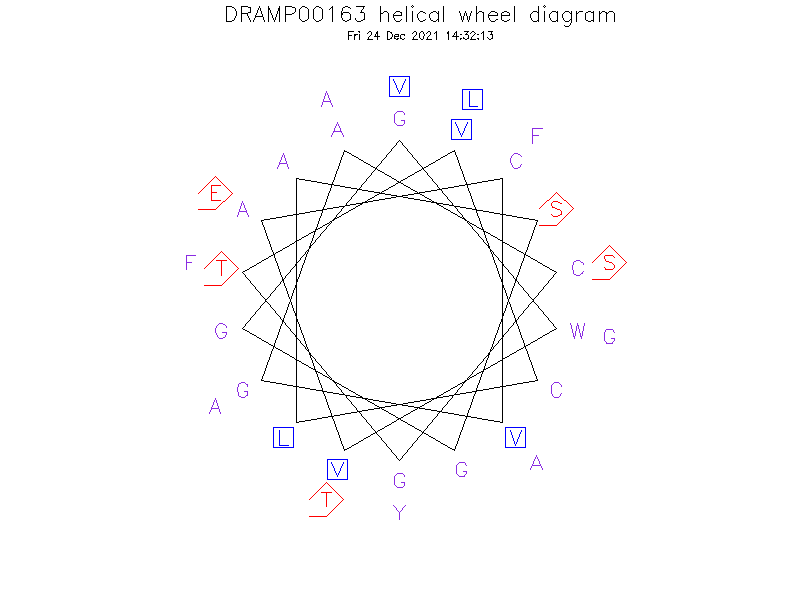 DRAMP00163 helical wheel diagram
Fri 24 Dec 2021 14:32:13
V
A L
G
A V F
A C
E
A S
F T C S
G W G
G C
A
L V
A
V G
G
T
Y